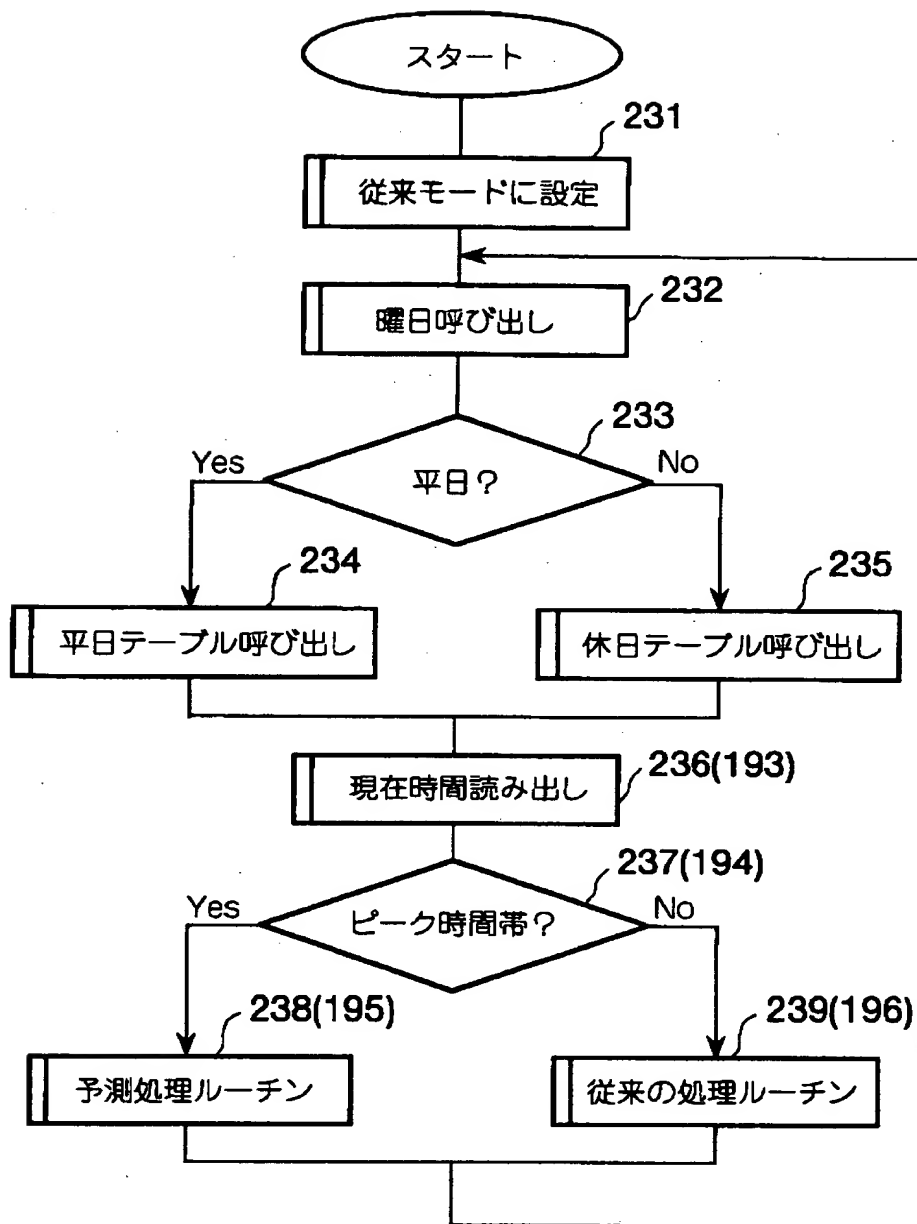 スタート
231
従来モードに設定
232
曜日呼び出し
233
Yes
平日?
No
234
235
平日テーブル呼び出し
休日テーブル呼び出し
236(193)
現在時間読み出し
237(194)
Yes
ピーク時間帯?
No
238(195)
239(196)
予測処理ルーチン
従来の処理ルーチン